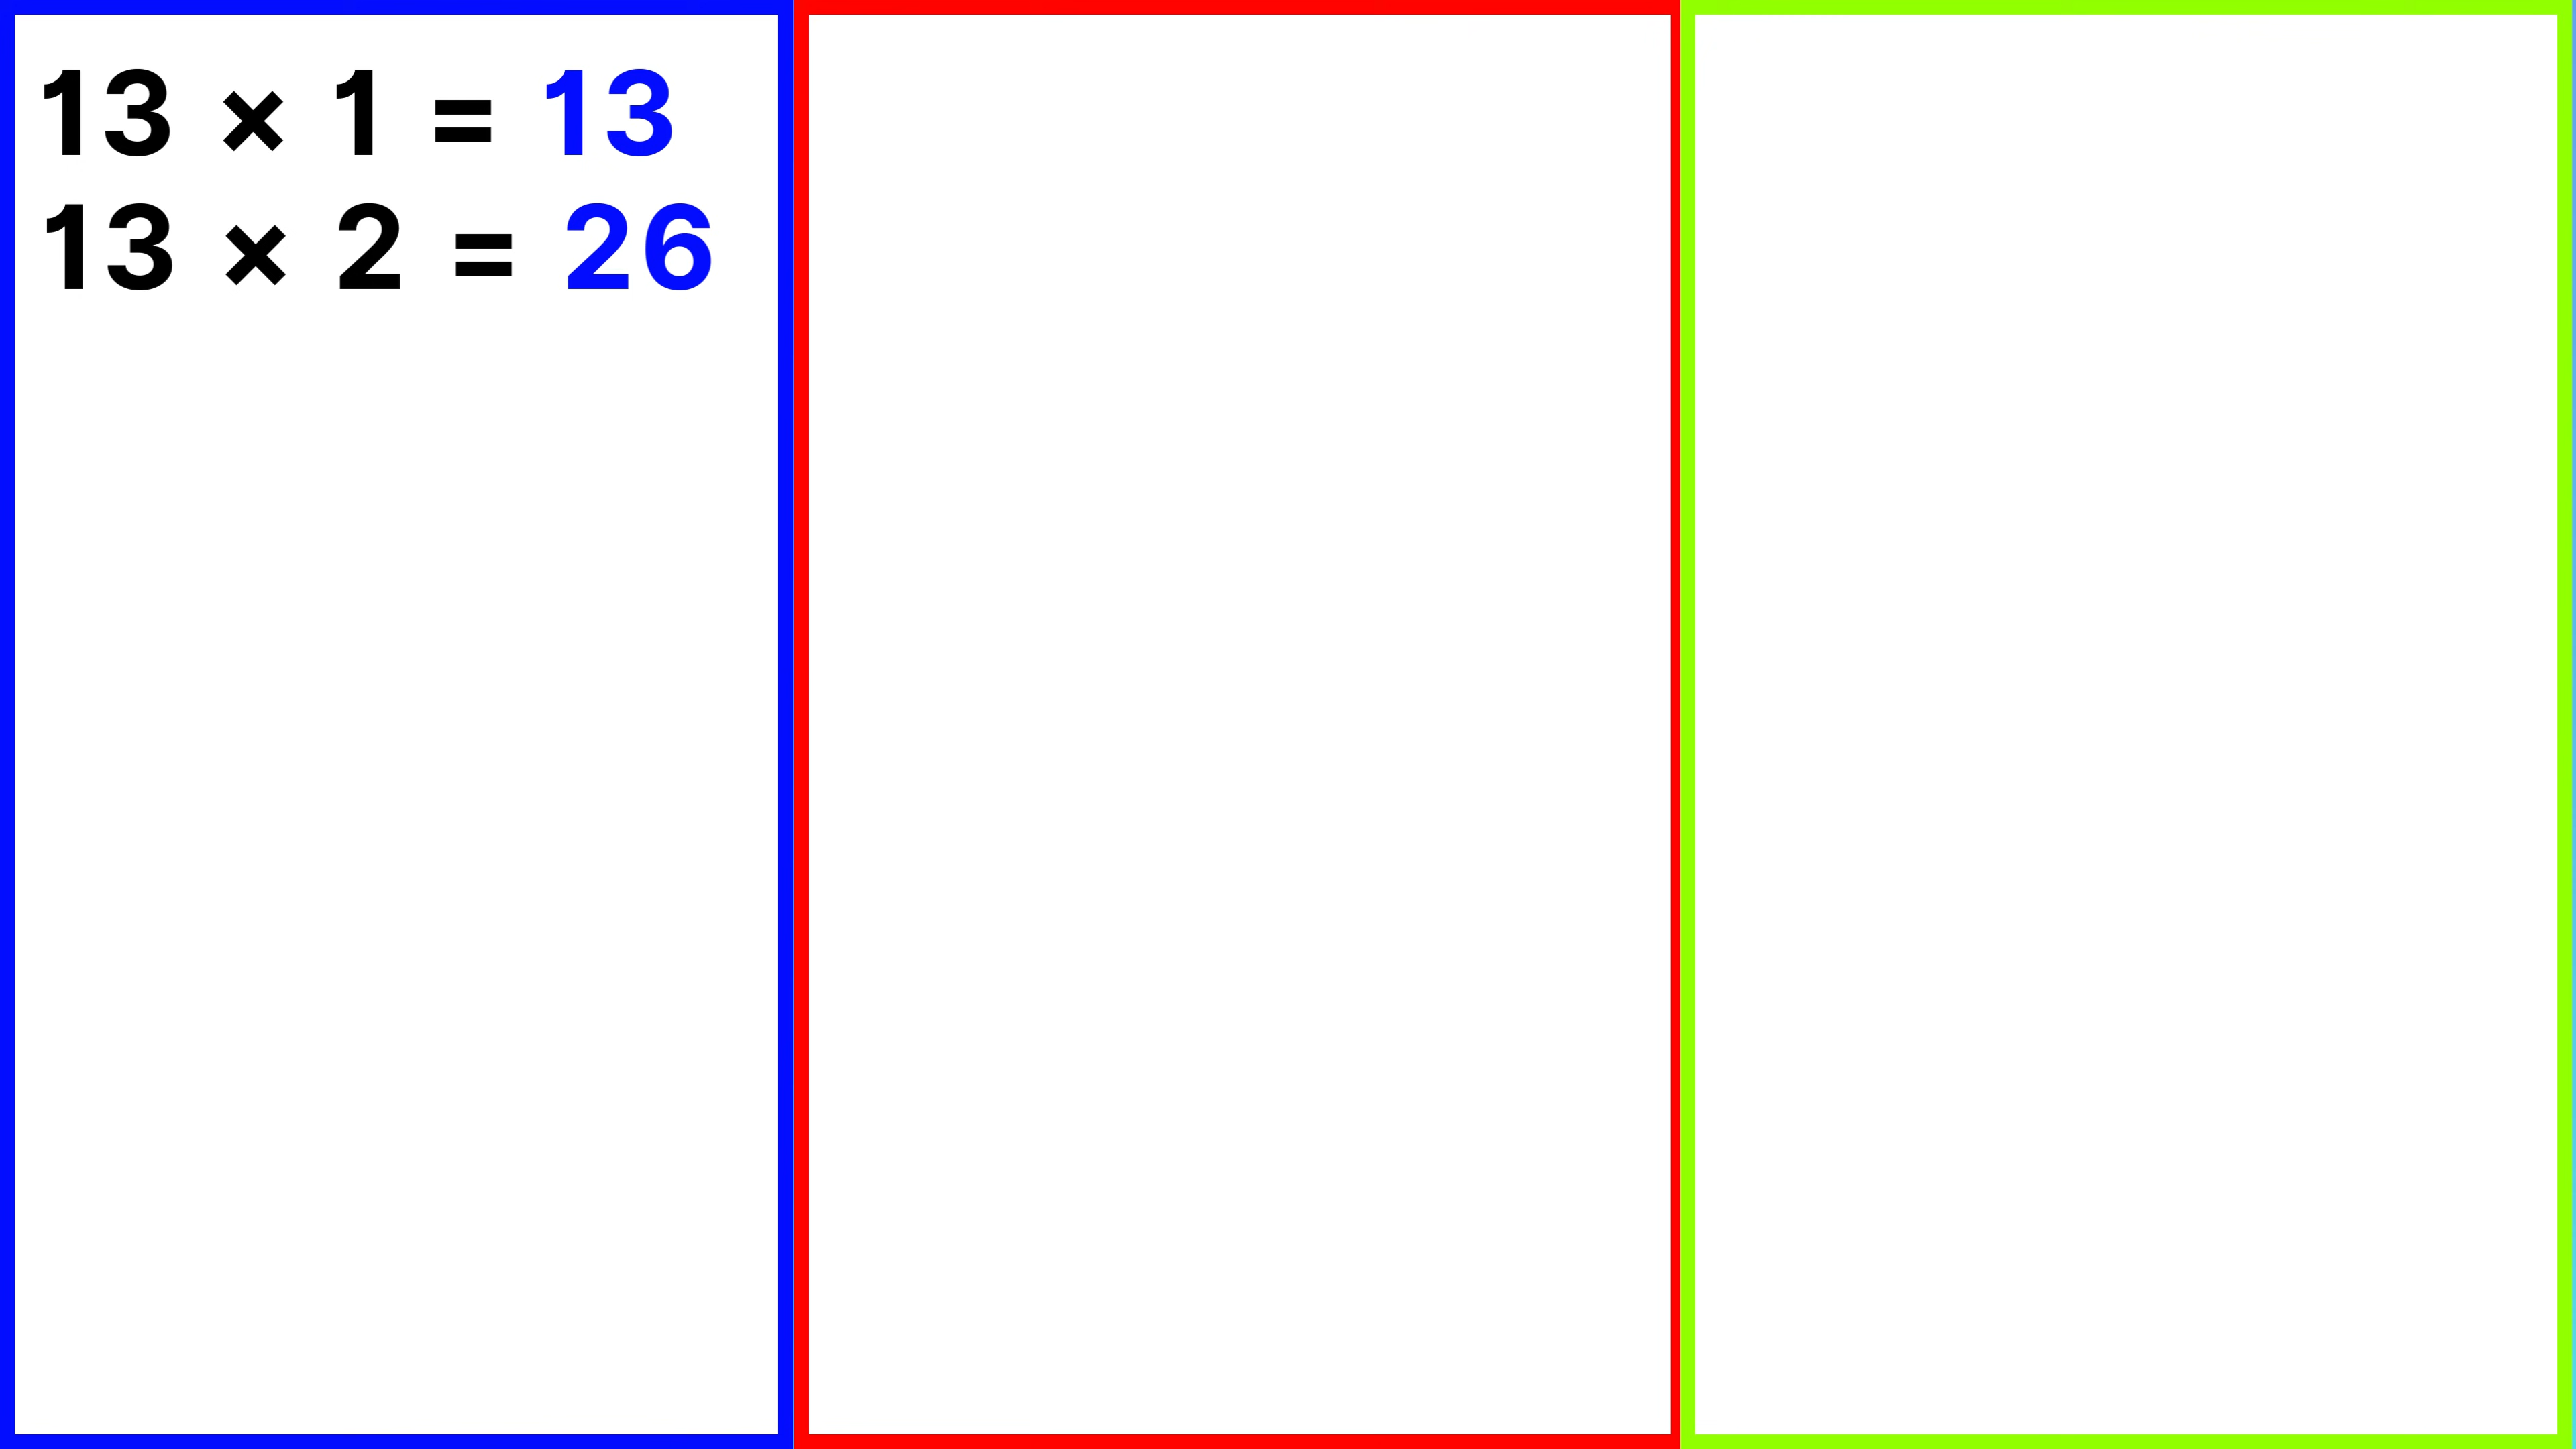 13 × 1 = 13
13 × 2 = 26